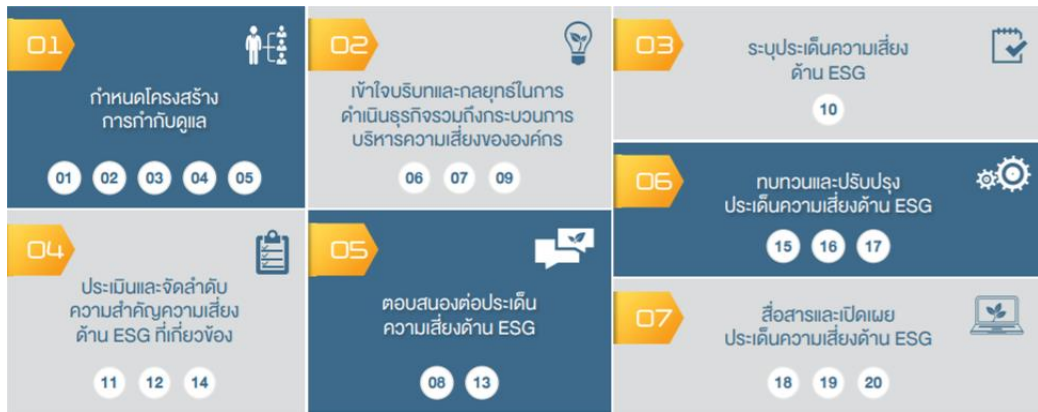 01
กำหนดโครงสร้าง
การกำกับดูแล
01 02 03 04 05
02
เข้าใจบริบทและกลยุทธ์ในการ
ดำเนินธุรกิจรวมถึงกระบวนการ
บริหารความเสี่ยงขององค์กร
06 07 09
03
ระบุประเด็นความเสี่ยง
ด้าน ESG
10
04
ประเมินและจัดลำดับ
ความสำคัญความเสี่ยง
ด้าน ESG ที่เกี่ยวข้อง
11 12 14
05
ตอบสนองต่อประเด็น
ความเสี่ยงด้าน ESG
08 13
06
ทบทวนและปรับปรุง
ประเด็นความเสี่ยงด้าน ESG
15 16 17
07
สื่อสารและเปิดเผย
ประเด็นความเสี่ยงด้าน ESG
18 19 20